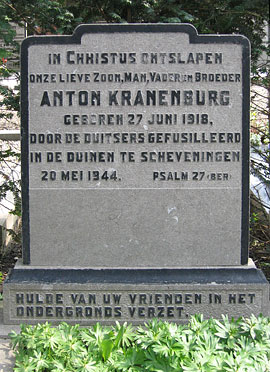 IN CHRISTUS ONTSLAPEN
ONZE LIEVE ZOON, MAN, VADER EN BROEDER
ANTON KRANENBURG
GEBOREN 27 JUNI 1918,
DOOR DE DUITSERS GEFUSILLEERD
IN DE DUINEN TE SCHEVENINGEN
20 MEI 1944. PSALM 27 (BER)
HULDE VAN UW VRIENDEN IN HET
ONDERGRONDS VERZET.